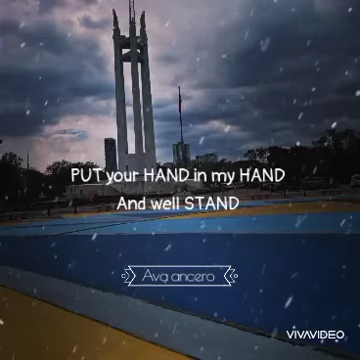 PUT your HAND in my HAND
And well STAND
Ava ancero
VIVAVIDEO